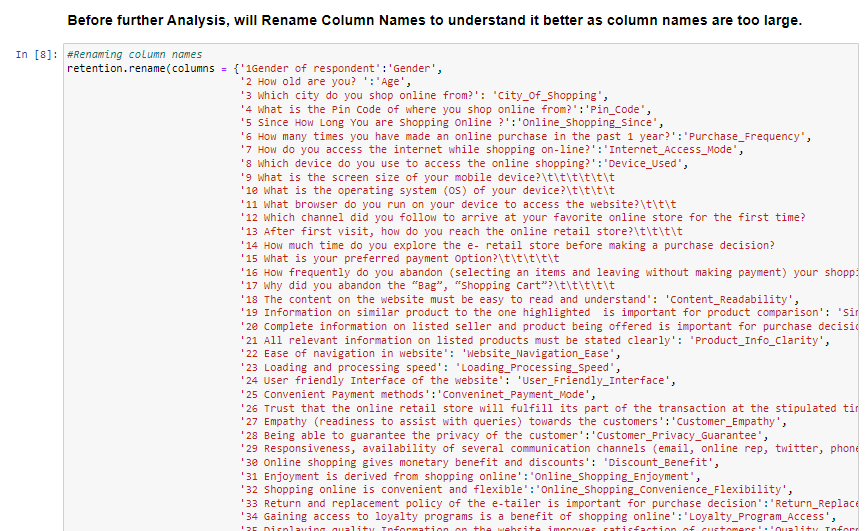 Before further Analysis, will Rename Column Names to understand it better as column names are too large.
In [8]: #Renaming column names
retention.rename(columns = {'1Gender of respondent':'Gender',
'2 How old are you? ':'Age',
'3 Which city do you shop online from?': 'City_Of_Shopping',
'4 What is the Pin Code of where you shop online from?':'Pin_Code',
'5 Since How Long You are Shopping Online ?':'Online_Shopping_Since',
'6 How many times you have made an online purchase in the past 1 year?':'Purchase_Frequency',
'7 How do you access the internet while shopping on-line?':'Internet_Access_Mode',
'8 Which device do you use to access the online shopping?':'Device_Used',
'9 What is the screen size of your mobile device?\t\t\t\t\t\t
'10 What is the operating system (OS) of your device?\t\t\t\t
'11 What browser do you run on your device to access the website?\t\t\t
'12 Which channel did you follow to arrive at your favorite online store for the first time?
'13 After first visit, how do you reach the online retail store?\t\t\t\t
'14 How much time do you explore the e- retail store before making a purchase decision?
'15 What is your preferred payment Option?\t\t\t\t\t
'16 How frequently do you abandon (selecting an items and leaving without making payment) your shoppi
'17 Why did you abandon the “Bag”, “Shopping Cart”?\t\t\t\t\t
'18 The content on the website must be easy to read and understand': 'Content_Readability',
'19 Information on similar product to the one highlighted  is important for product comparison': 'Sim
'20 Complete information on listed seller and product being offered is important for purchase decisio
'21 All relevant information on listed products must be stated clearly': 'Product_Info_Clarity',
'22 Ease of navigation in website': 'Website_Navigation_Ease',
'23 Loading and processing speed': 'Loading_Processing_Speed',
'24 User friendly Interface of the website': 'User_Friendly_Interface',
'25 Convenient Payment methods':'Conveninet_Payment_Mode',
'26 Trust that the online retail store will fulfill its part of the transaction at the stipulated tim
'27 Empathy (readiness to assist with queries) towards the customers':'Customer_Empathy',
'28 Being able to guarantee the privacy of the customer':'Customer_Privacy_Guarantee',
'29 Responsiveness, availability of several communication channels (email, online rep, twitter, phone
'30 Online shopping gives monetary benefit and discounts': 'Discount_Benefit',
'31 Enjoyment is derived from shopping online':'Online_Shopping_Enjoyment',
'32 Shopping online is convenient and flexible':'Online_Shopping_Convenience_Flexibility',
'33 Return and replacement policy of the e-tailer is important for purchase decision':'Return_Replace
'34 Gaining access to loyalty programs is a benefit of shopping online':'Loyalty_Program_Access',
'35 Displaying quality Information on the website improves satisfaction of customers':'Quality_Infor